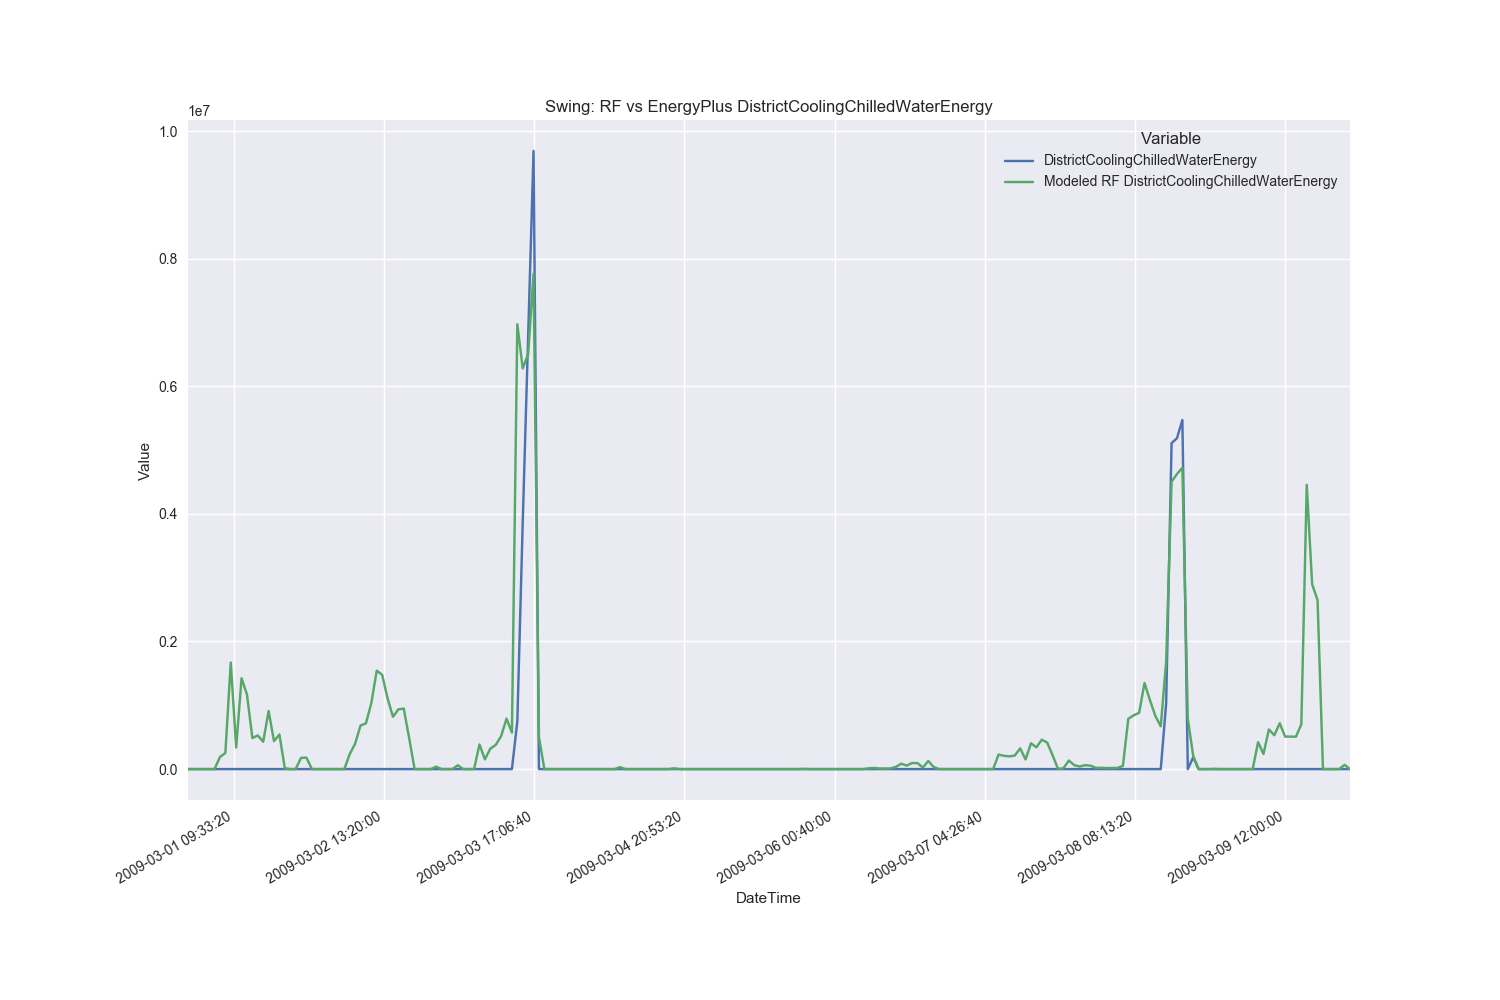 Swing: RF vs EnergyPlus DistrictCoolingChilledWaterEnergy
1e7
Variable
DistrictCoolingChilledWaterEnergy
Modeled RF DistrictCoolingChilledWaterEnergy
1.0
0.8
0.6
0.4
0.2
0.0
Value
2009-03-01 09:33:20
2009-03-02 13:20:00
2009-03-03 17:06:40
2009-03-04 20:53:20
2009-03-06 00:40:00
2009-03-07 04:26:40
2009-03-08 08:13:20
2009-03-09 12:00:00
DateTime